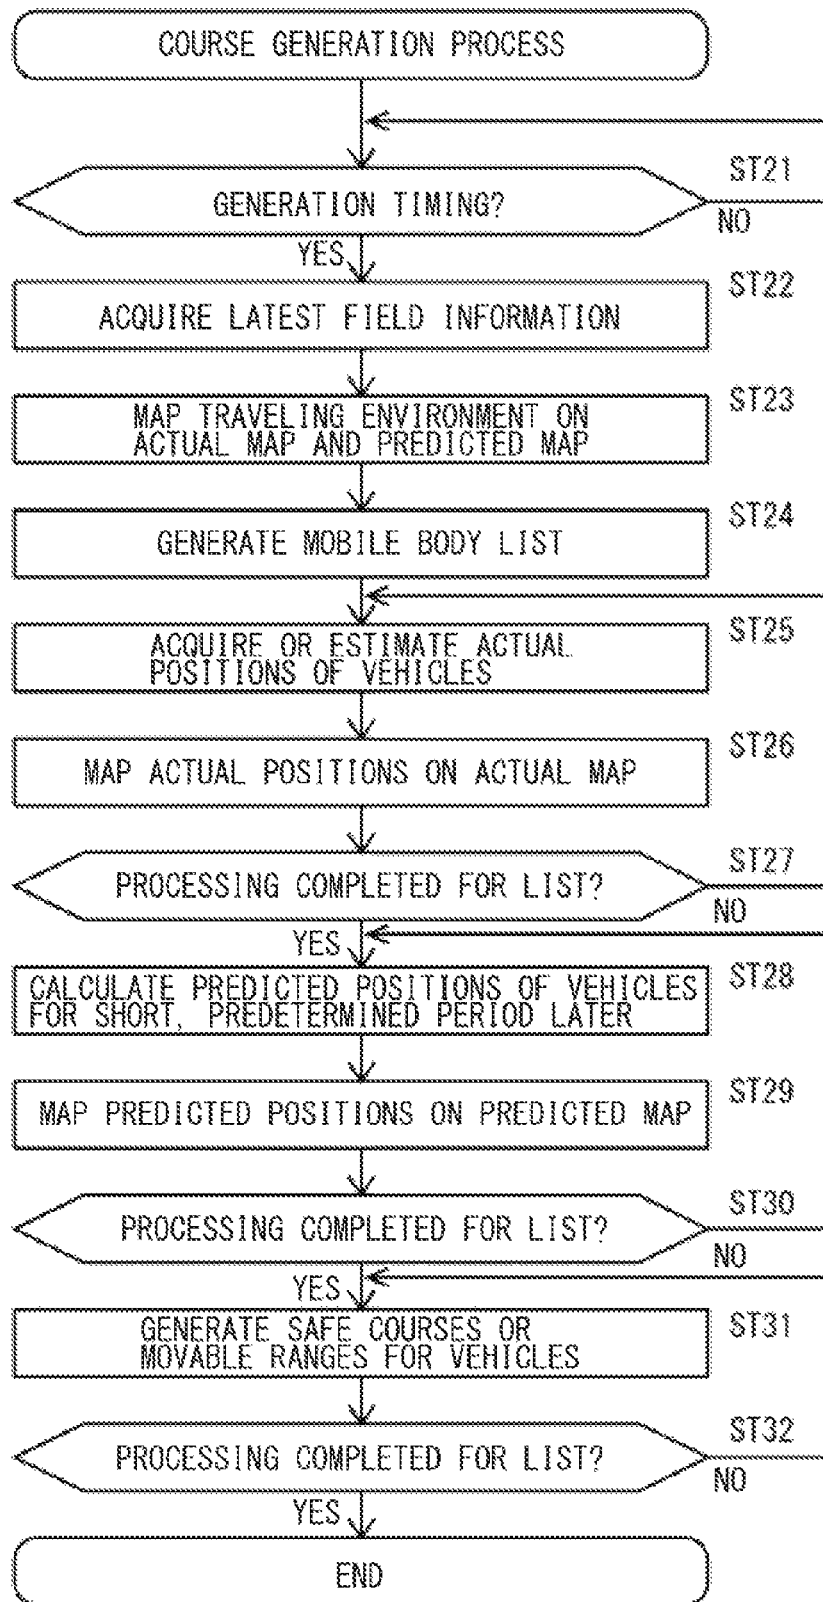 COURSE GENERATION PROCESS
ST21
GENERATION TIMING?
NO
YES
ST22
ACQUIRE LATEST FIELD INFORMATION
ST23
MAP TRAVELING ENVIRONMENT ON
ACTUAL MAP AND PREDICTED MAP
ST24
GENERATE MOBILE BODY LIST
ST25
ACQUIRE OR ESTIMATE ACTUAL
POSITIONS OF VEHICLES
ST26
MAP ACTUAL POSITIONS ON ACTUAL MAP
ST27
PROCESSING COMPLETED FOR LIST?
NO
YES
ST28
CALCULATE PREDICTED POSITIONS OF VEHICLES
FOR SHORT, PREDETERMINED PERIOD LATER
ST29
MAP PREDICTED POSITIONS ON PREDICTED MAP
ST30
PROCESSING COMPLETED FOR LIST?
NO
YES
ST31
GENERATE SAFE COURSES OR
MOVABLE RANGES FOR VEHICLES
ST32
PROCESSING COMPLETED FOR LIST?
NO
YES
END